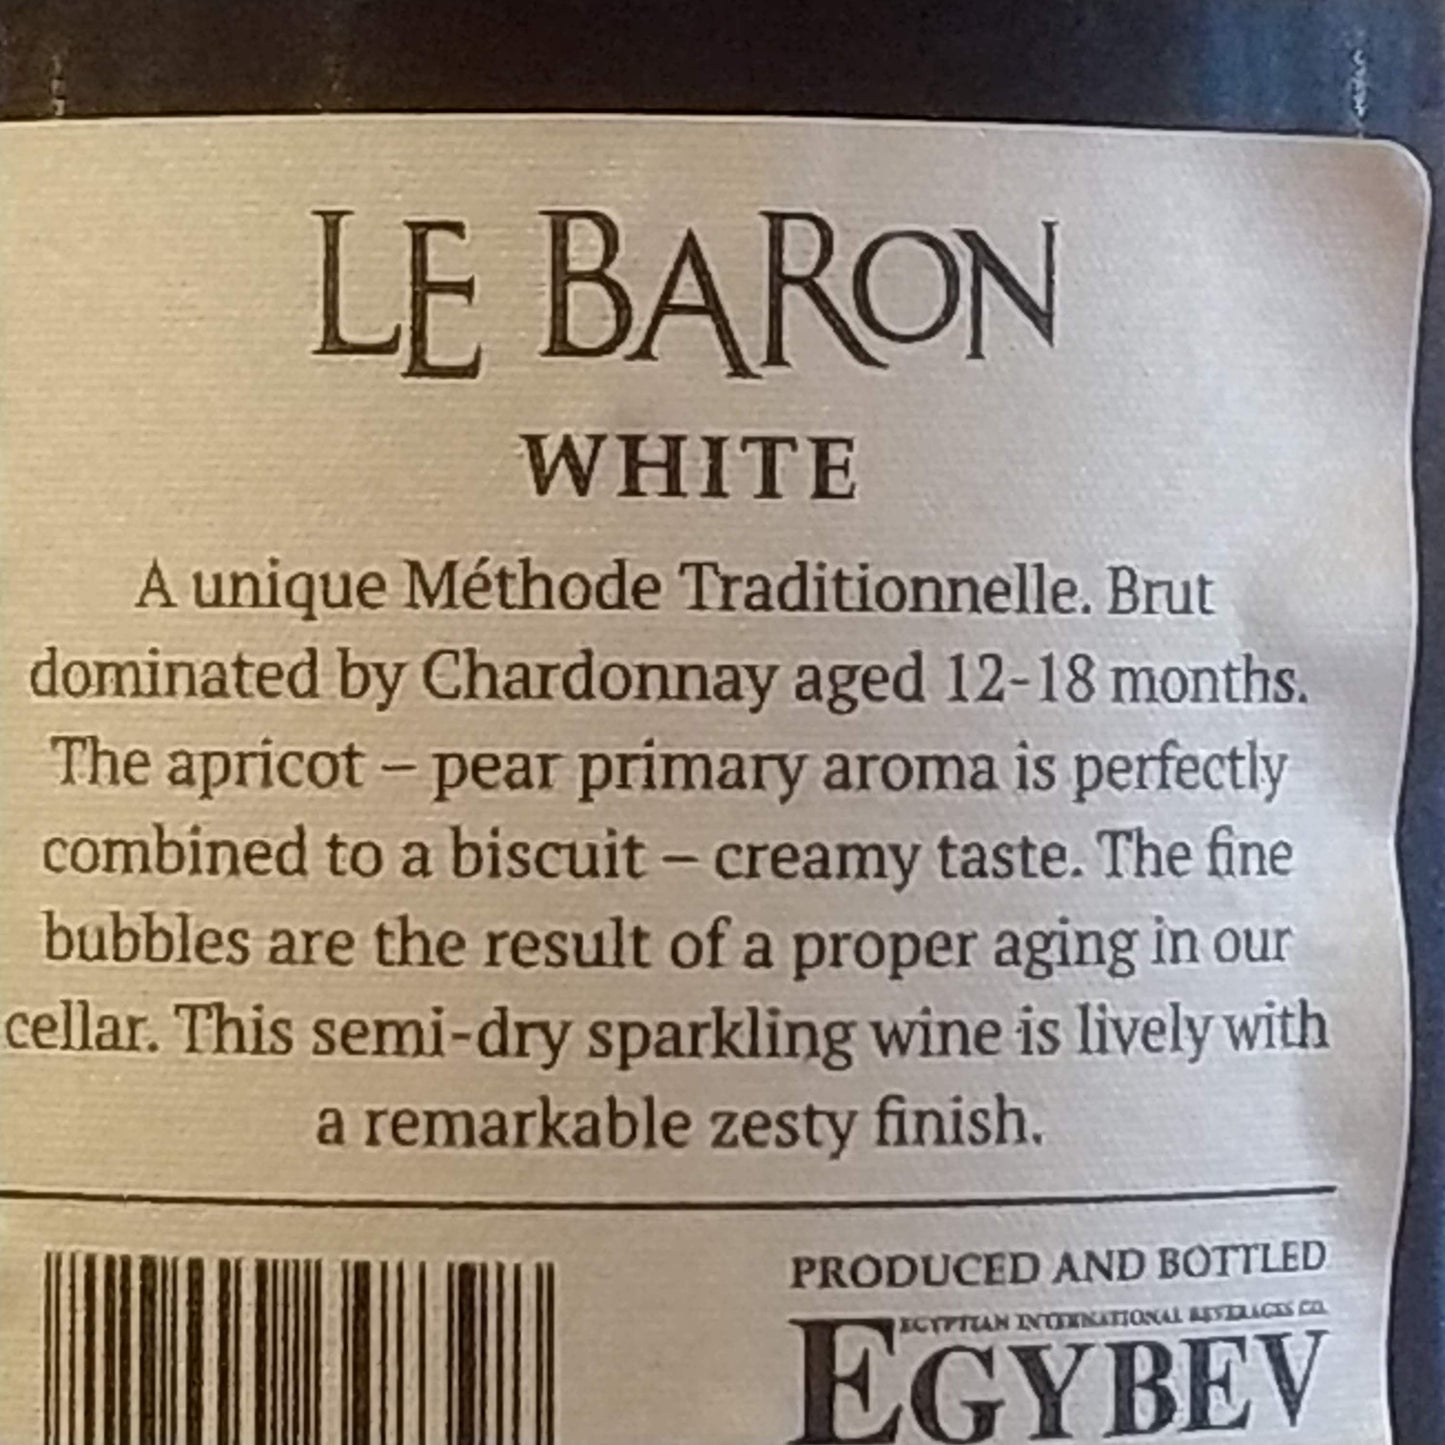 LE BARON
WHITE
A unique Méthode Traditionnelle. Brut
dominated by Chardonnay aged 12-18 months.
The apricot – pear primary aroma is perfectly
combined to a biscuit – creamy taste. The fine
bubbles are the result of a proper aging in our
cellar. This semi-dry sparkling wine is lively with
a remarkable zesty finish.
PRODUCED AND BOTTLED
EGYPTIAN INTERNATIONAL BEVERAGES CO.
EGYBEV